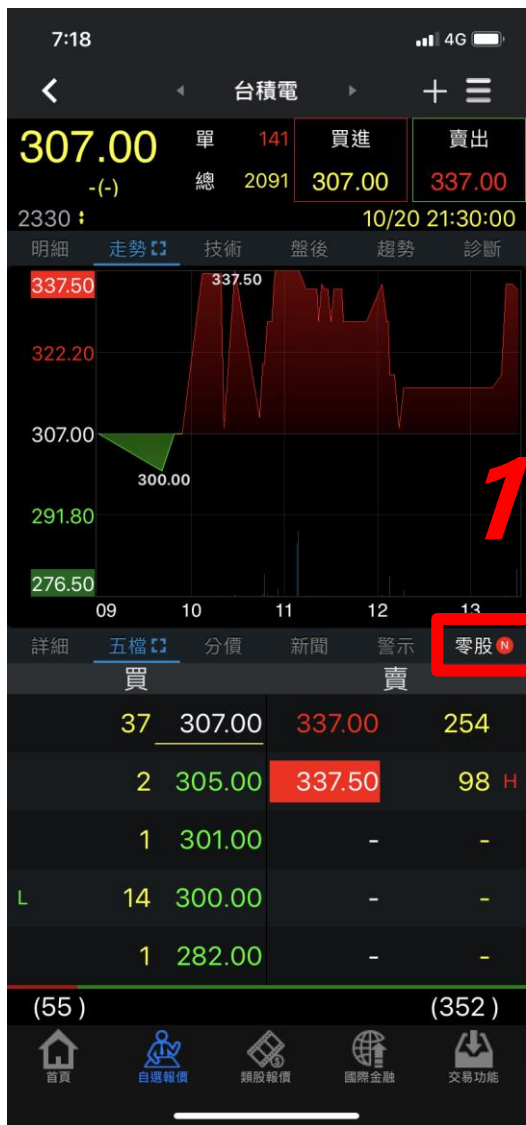 7:18 4G
台積電
307.00 單 141 買進 賣出
-(-) 總 2091 307.00 337.00
2330 10/20 21:30:00
明細 走勢 技術 盤後 趨勢 診斷
337.50 337.50
322.20
307.00
300.00
291.80
1
276.50
09 10 11 12 13
詳細 五檔 分價 新聞 警示 零股 N
買 賣
37 307.00 337.00 254
2 305.00 337.50 98 H
1 301.00 - -
L 14 300.00 - -
1 282.00 - -
(55) (352)
首頁 自選報價 類股報價 國際金融 交易功能